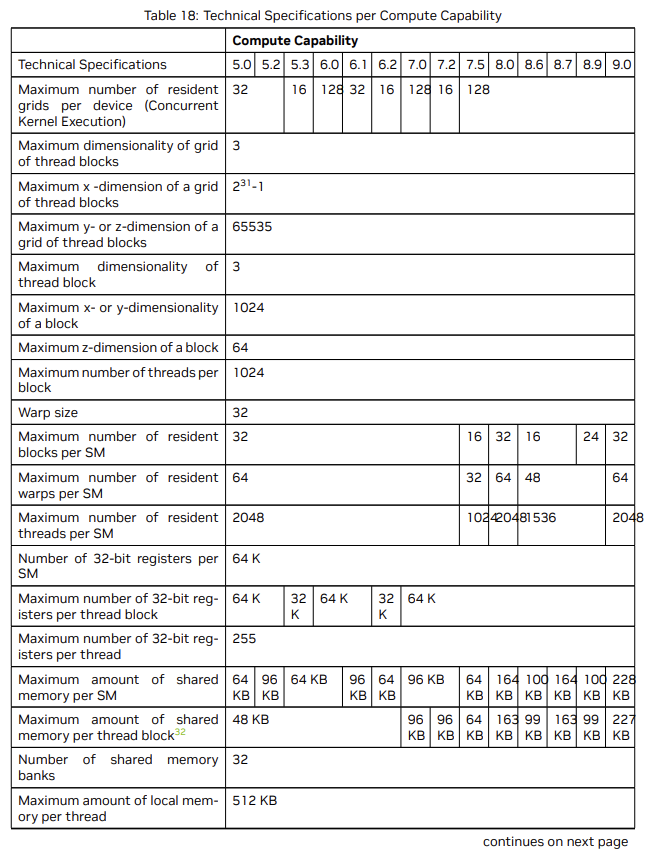 Table 18: Technical Specifications per Compute Capability
Compute Capability
Technical Specifications 5.0 5.2 5.3 6.0 6.1 6.2 7.0 7.2 7.5 8.0 8.6 8.7 8.9 9.0
Maximum number of resident 32 16 128 32 16 128 16 128
grids per device (Concurrent
Kernel Execution)
Maximum dimensionality of grid 3
of thread blocks
Maximum x -dimension of a grid 2³¹-1
of thread blocks
Maximum y- or z-dimension of a 65535
grid of thread blocks
Maximum dimensionality of 3
thread block
Maximum x- or y-dimensionality 1024
of a block
Maximum z-dimension of a block 64
Maximum number of threads per 1024
block
Warp size 32
Maximum number of resident 32 16 32 16 24 32
blocks per SM
Maximum number of resident 64 32 64 48 64
warps per SM
Maximum number of resident 2048 1024 2048 1536 2048
threads per SM
Number of 32-bit registers per 64 K
SM
Maximum number of 32-bit reg- 64 K 32 64 K 32 64 K
isters per thread block K K
Maximum number of 32-bit reg- 255
isters per thread
Maximum amount of shared 64 96 64 KB 96 64 96 KB 64 164 100 164 100 228
memory per SM KB KB KB KB KB KB KB KB KB KB
Maximum amount of shared 48 KB 96 96 64 163 99 163 99 227
memory per thread block³² KB KB KB KB KB KB KB KB
Number of shared memory 32
banks
Maximum amount of local mem- 512 KB
ory per thread
continues on next page